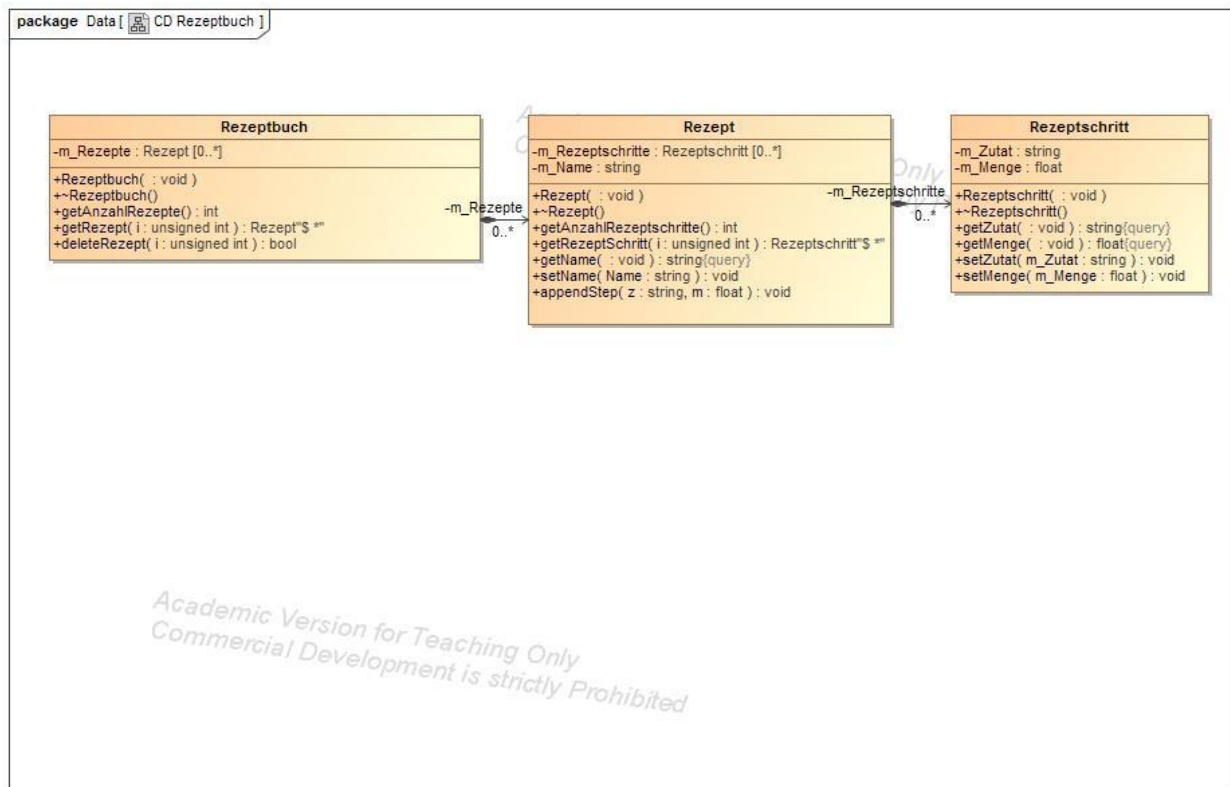 package Data [ CD Rezeptbuch ]
Rezeptbuch
-m_Rezepte : Rezept [0..*]
+Rezeptbuch( : void )
+~Rezeptbuch()
+getAnzahlRezepte() : int
+getRezept( i : unsigned int ) : Rezept"$ *"
+deleteRezept( i : unsigned int ) : bool
-m_Rezepte
0..*
Rezept
-m_Rezeptschritte : Rezeptschritt [0..*]
-m_Name : string
+Rezept( : void )
+~Rezept()
+getAnzahlRezeptschritte() : int
+getRezeptSchritt( i : unsigned int ) : Rezeptschritt"$ *"
+getName( : void ) : string{query}
+setName( Name : string ) : void
+appendStep( z : string, m : float ) : void
-m_Rezeptschritte
0..*
Rezeptschritt
-m_Zutat : string
-m_Menge : float
+Rezeptschritt( : void )
+~Rezeptschritt()
+getZutat( : void ) : string{query}
+getMenge( : void ) : float{query}
+setZutat( m_Zutat : string ) : void
+setMenge( m_Menge : float ) : void
Only
Academic Version for Teaching Only
Commercial Development is strictly Prohibited